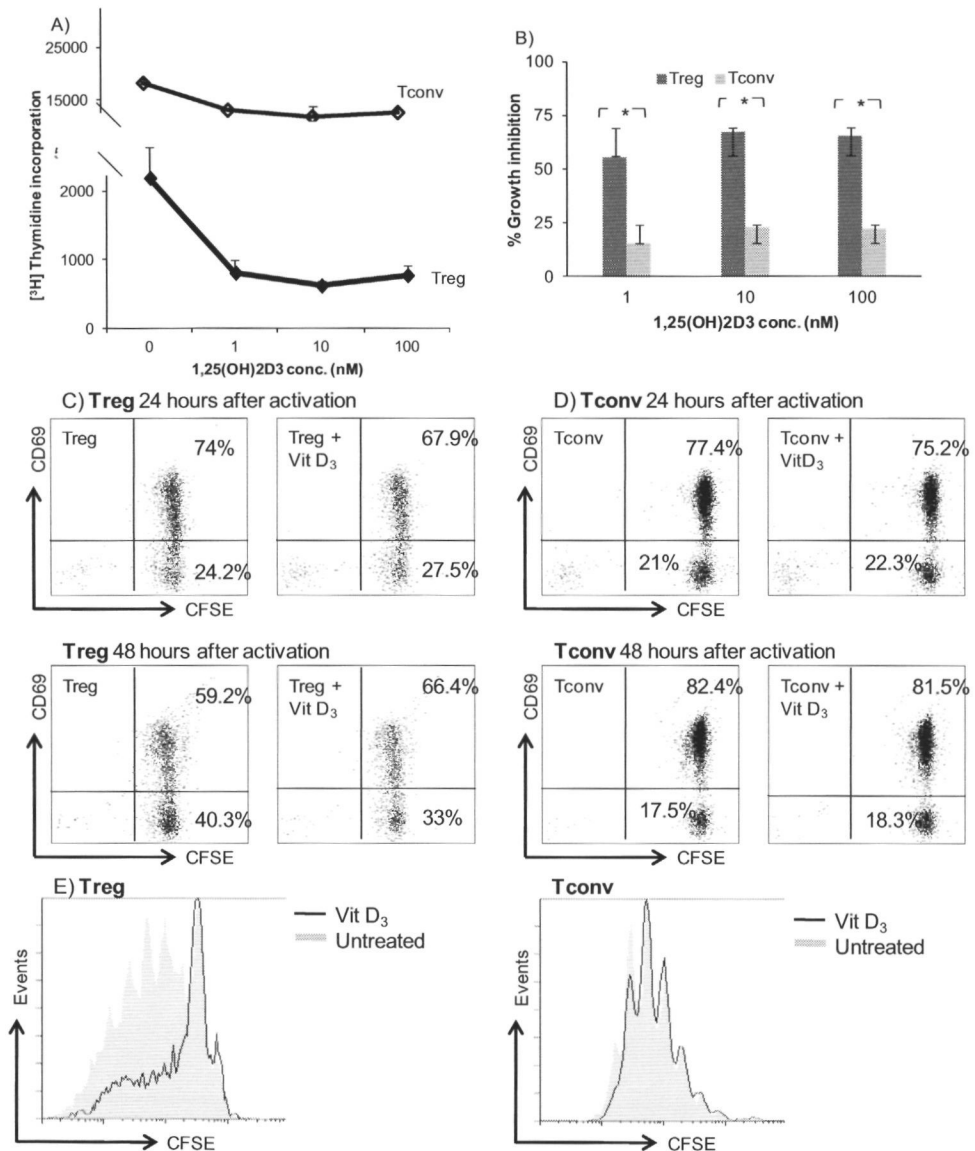 A)
25000
15000
Tconv
2000
1000
Treg
0
0 1 10 100
[³H] Thymidine incorporation
1,25(OH)2D3 conc. (nM)
B)
Treg Tconv
100
75
50
25
0
* * *
1 10 100
% Growth inhibition
1,25(OH)2D3 conc. (nM)
C) Treg 24 hours after activation
CD69
Treg
74%
24.2%
Treg +
Vit D₃
67.9%
27.5%
CFSE
D) Tconv 24 hours after activation
CD69
Tconv
77.4%
21%
Tconv +
VitD₃
75.2%
22.3%
CFSE
Treg 48 hours after activation
CD69
Treg
59.2%
40.3%
Treg +
Vit D₃
66.4%
33%
CFSE
Tconv 48 hours after activation
CD69
Tconv
82.4%
17.5%
Tconv +
Vit D₃
81.5%
18.3%
CFSE
E) Treg
Vit D₃
Untreated
Events
CFSE
Tconv
Vit D₃
Untreated
Events
CFSE